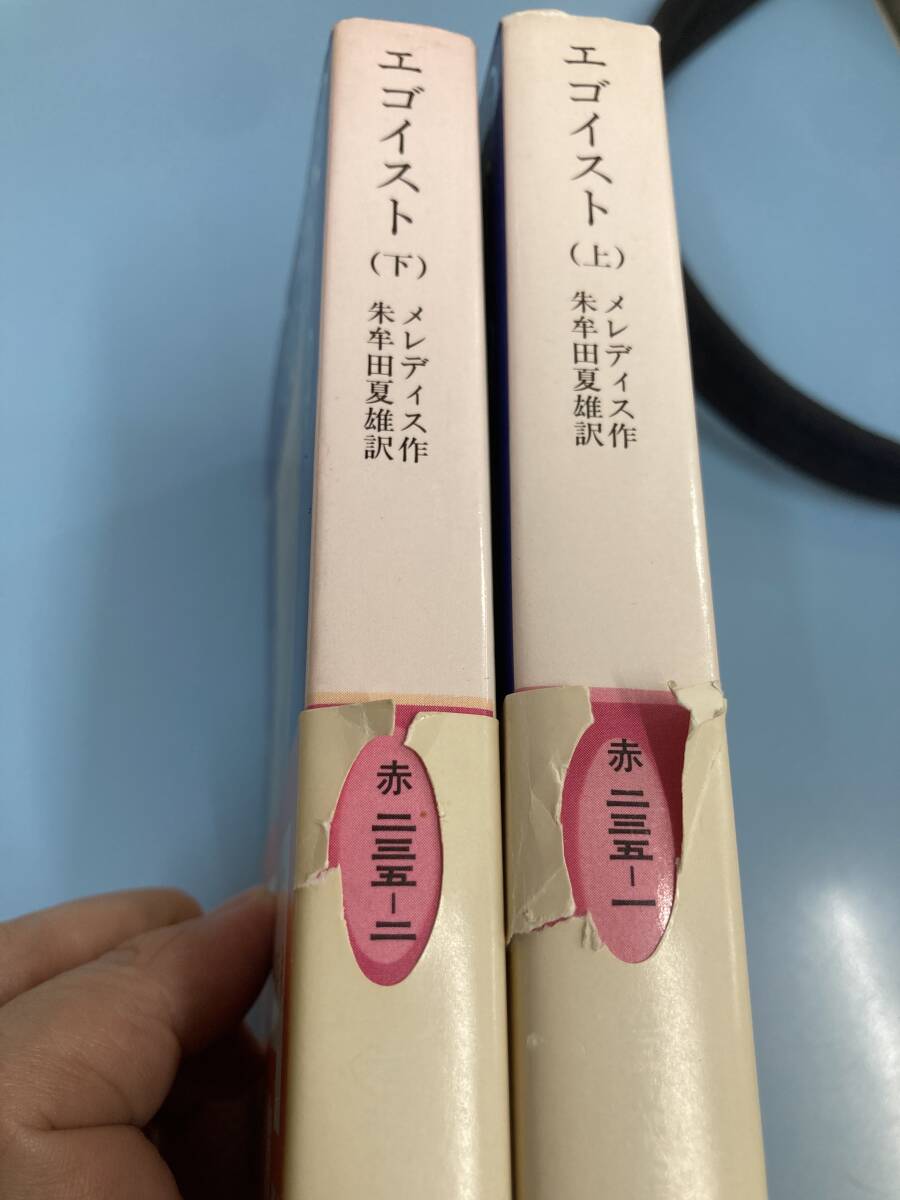 エゴイスト（上）
メレディス作
朱牟田夏雄訳
赤 二三五-一
エゴイスト（下）
メレディス作
朱牟田夏雄訳
赤 二三五-二